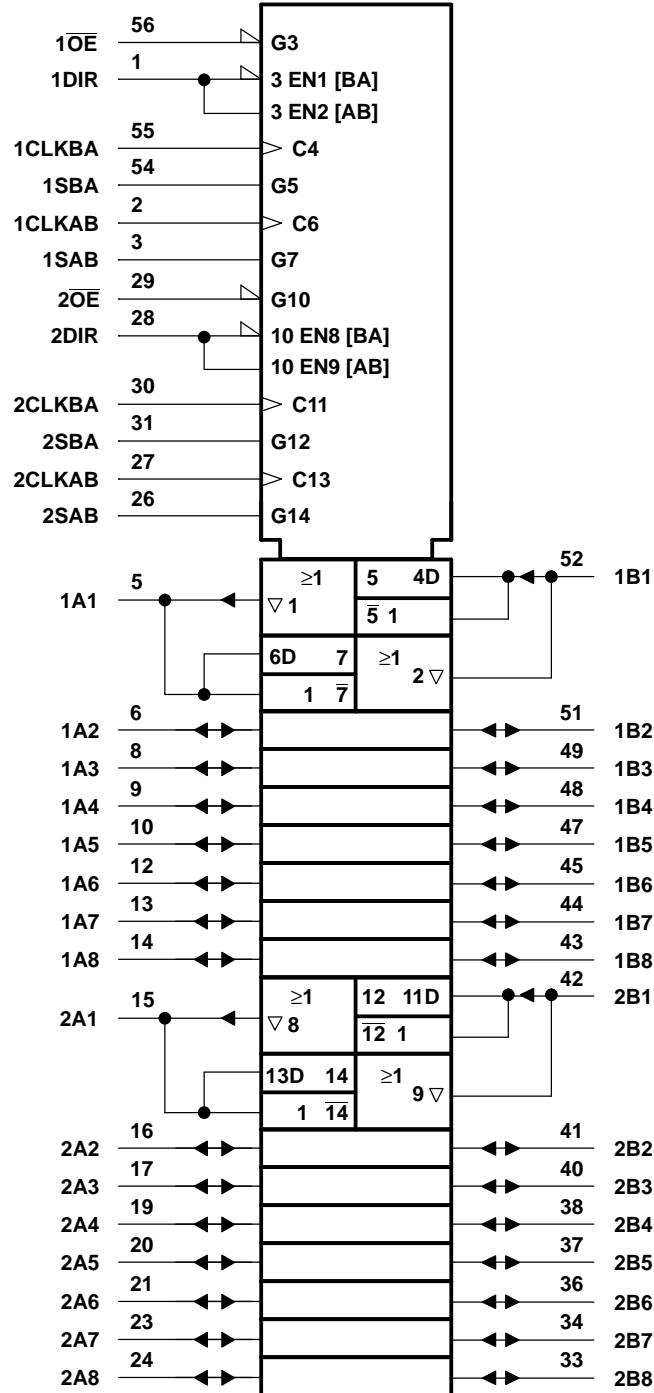 56
1O̅E̅ G3
1
1DIR 3 EN1 [BA]
3 EN2 [AB]
55
1CLKBA C4
54
1SBA G5
2
1CLKAB C6
3
1SAB G7
29
2O̅E̅ G10
28
2DIR 10 EN8 [BA]
10 EN9 [AB]
30
2CLKBA C11
31
2SBA G12
27
2CLKAB C13
26
2SAB G14
52
5 ≥1 5 4D 1B1
1A1 ▽ 1 5̅ 1
6D 7 ≥1
2 ▽
1 7̅
6 51
1A2 1B2
8 49
1A3 1B3
9 48
1A4 1B4
10 47
1A5 1B5
12 45
1A6 1B6
13 44
1A7 1B7
14 43
1A8 1B8
42
15 ≥1 12 11D 2B1
2A1 ▽ 8 1̅2̅ 1
13D 14 ≥1
9 ▽
1 1̅4̅
16 41
2A2 2B2
17 40
2A3 2B3
19 38
2A4 2B4
20 37
2A5 2B5
21 36
2A6 2B6
23 34
2A7 2B7
24 33
2A8 2B8